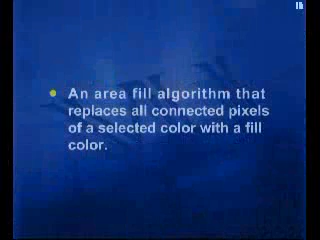 An area fill algorithm that
replaces all connected pixels
of a selected color with a fill
color.